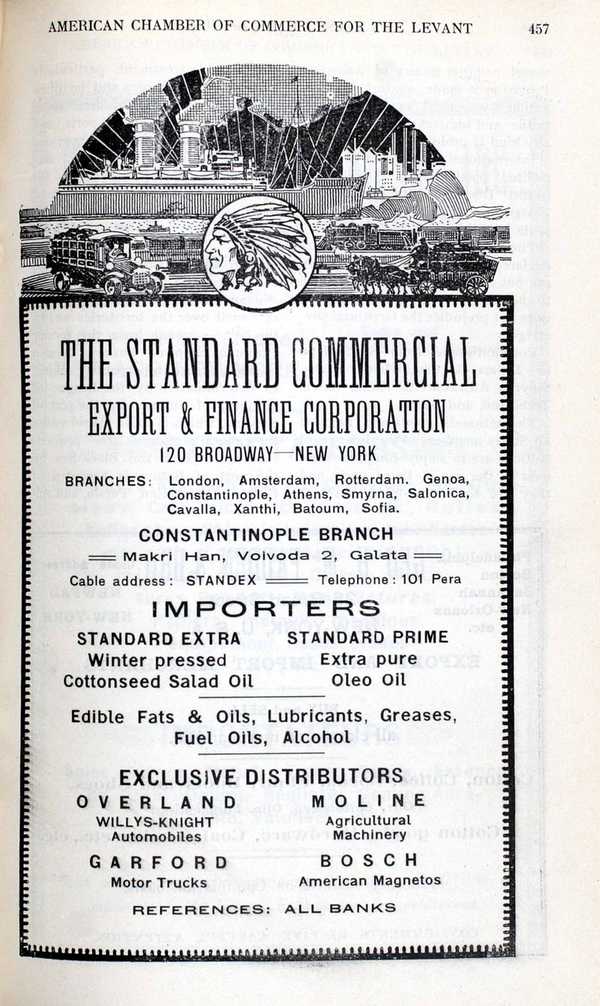 AMERICAN CHAMBER OF COMMERCE FOR THE LEVANT 457
THE STANDARD COMMERCIAL
EXPORT & FINANCE CORPORATION
120 BROADWAY—NEW YORK
BRANCHES: London, Amsterdam, Rotterdam. Genoa,
Constantinople, Athens, Smyrna, Salonica,
Cavalla, Xanthi, Batoum, Sofia.
CONSTANTINOPLE BRANCH
Makri Han, Voivoda 2, Galata
Cable address: STANDEX Telephone: 101 Pera
IMPORTERS
STANDARD EXTRA STANDARD PRIME
Winter pressed Extra pure
Cottonseed Salad Oil Oleo Oil
Edible Fats & Oils, Lubricants, Greases,
Fuel Oils, Alcohol
EXCLUSIVE DISTRIBUTORS
OVERLAND MOLINE
WILLYS-KNIGHT Agricultural
Automobiles Machinery
GARFORD BOSCH
Motor Trucks American Magnetos
REFERENCES: ALL BANKS